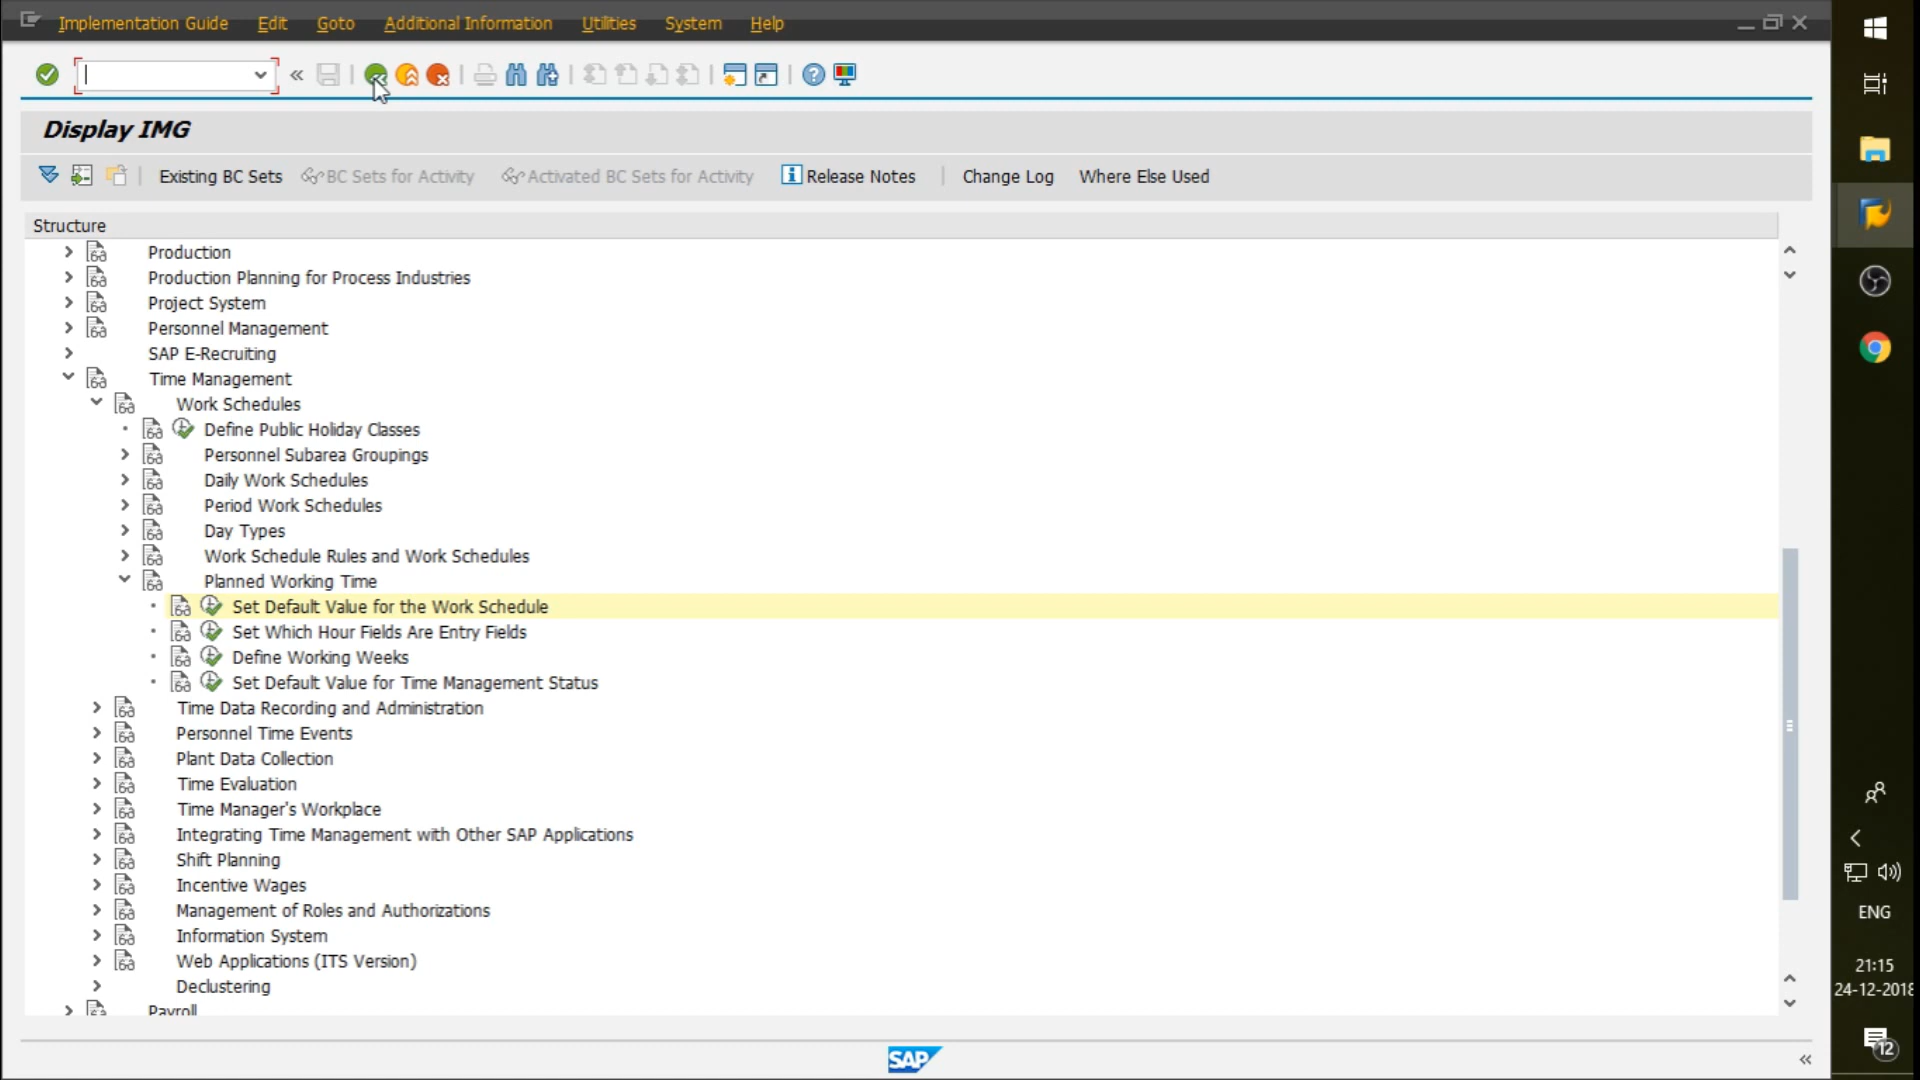 Implementation Guide Edit Goto Additional Information Utilities System Help
Display IMG
Existing BC Sets BC Sets for Activity Activated BC Sets for Activity Release Notes Change Log Where Else Used
Structure
Production
Production Planning for Process Industries
Project System
Personnel Management
SAP E-Recruiting
Time Management
Work Schedules
Define Public Holiday Classes
Personnel Subarea Groupings
Daily Work Schedules
Period Work Schedules
Day Types
Work Schedule Rules and Work Schedules
Planned Working Time
Set Default Value for the Work Schedule
Set Which Hour Fields Are Entry Fields
Define Working Weeks
Set Default Value for Time Management Status
Time Data Recording and Administration
Personnel Time Events
Plant Data Collection
Time Evaluation
Time Manager's Workplace
Integrating Time Management with Other SAP Applications
Shift Planning
Incentive Wages
Management of Roles and Authorizations
Information System
Web Applications (ITS Version)
Declustering
Payroll
SAP
ENG
21:15
24-12-2018
12